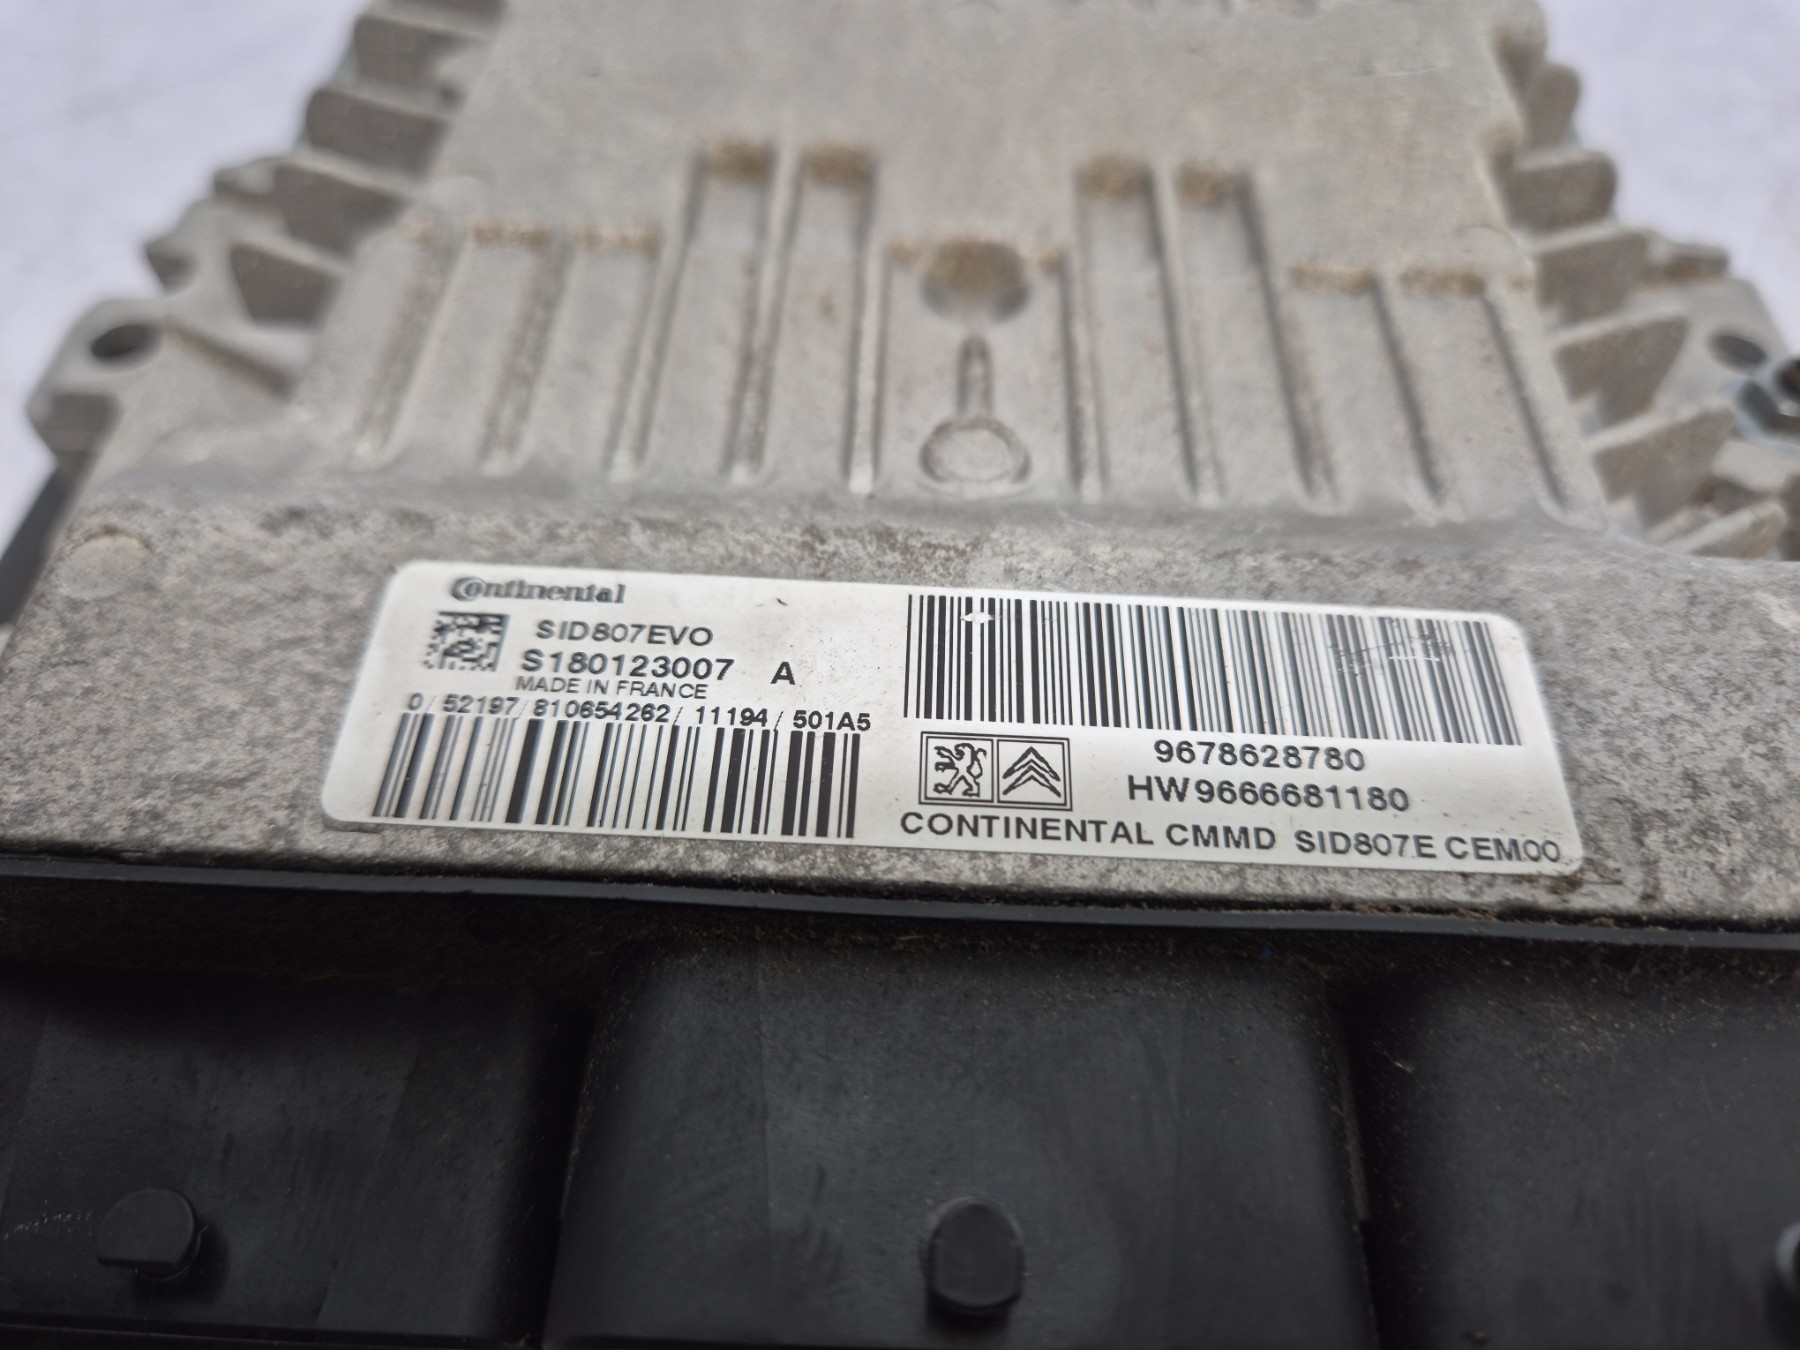 Continental
SID807EVO
S180123007 A
MADE IN FRANCE
0/52197/810654262/11194/501A5
9678628780
HW9666681180
CONTINENTAL CMMD SID807E CEM00